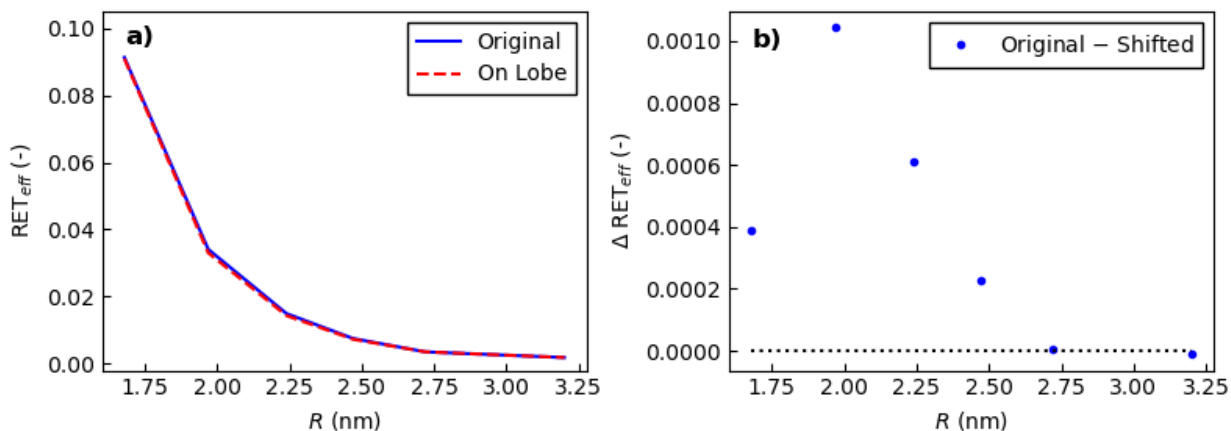 a)
Original
On Lobe
0.10
0.08
0.06
0.04
0.02
0.00
RET_eff (-)
1.75 2.00 2.25 2.50 2.75 3.00 3.25
R (nm)
b)
Original − Shifted
0.0010
0.0008
0.0006
0.0004
0.0002
0.0000
Δ RET_eff (-)
1.75 2.00 2.25 2.50 2.75 3.00 3.25
R (nm)